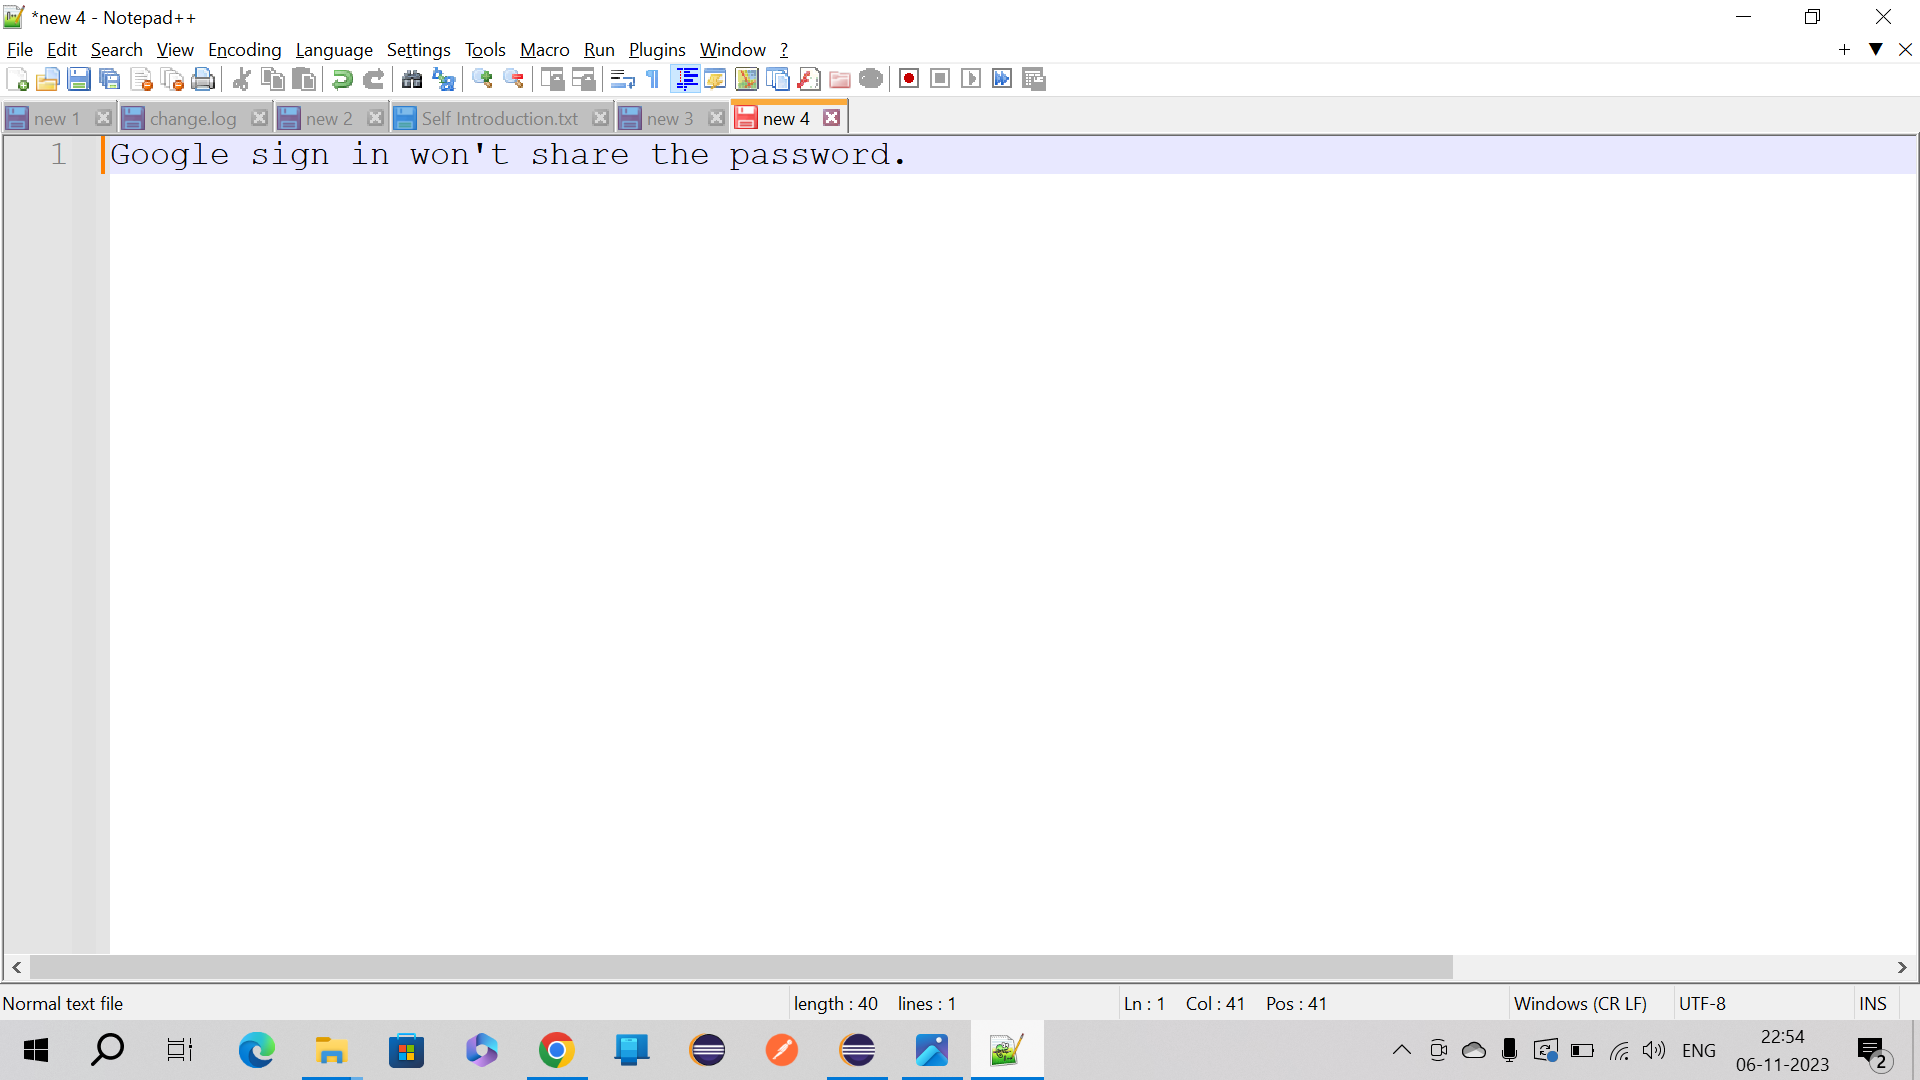 *new 4 - Notepad++
File Edit Search View Encoding Language Settings Tools Macro Run Plugins Window ?
new 1 change.log new 2 Self Introduction.txt new 3 new 4
1 Google sign in won't share the password.
Normal text file length : 40 lines : 1 Ln : 1 Col : 41 Pos : 41 Windows (CR LF) UTF-8 INS
ENG 22:54 2
06-11-2023